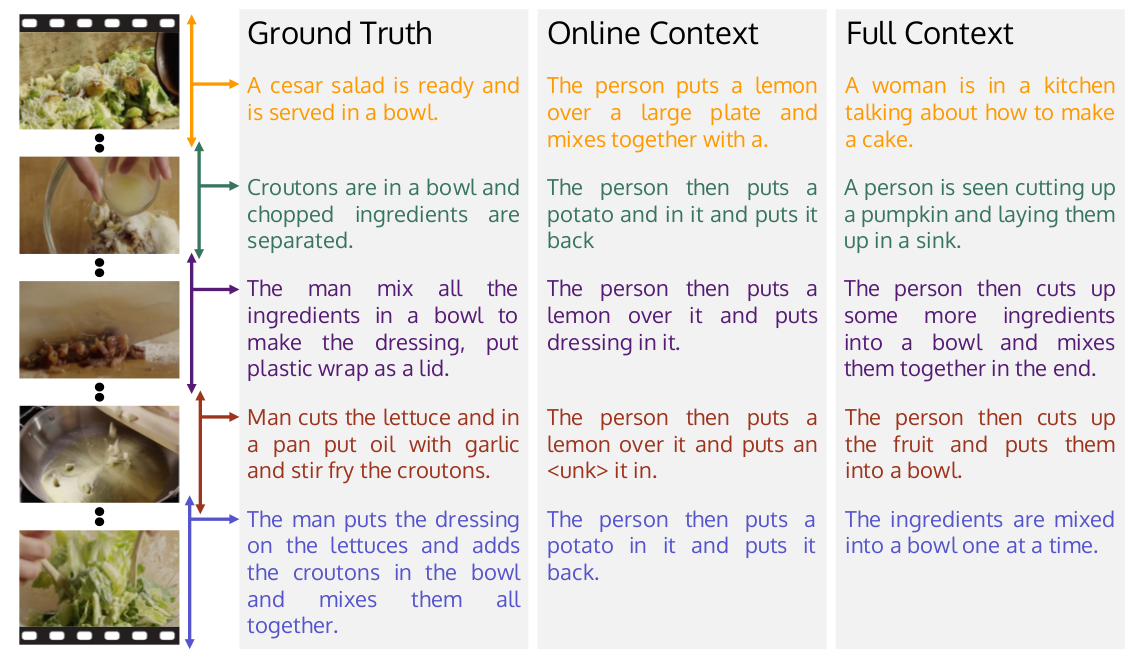 Ground Truth
A cesar salad is ready and
is served in a bowl.
Croutons are in a bowl and
chopped ingredients are
separated.
The man mix all the
ingredients in a bowl to
make the dressing, put
plastic wrap as a lid.
Man cuts the lettuce and in
a pan put oil with garlic
and stir fry the croutons.
The man puts the dressing
on the lettuces and adds
the croutons in the bowl
and mixes them all
together.
Online Context
The person puts a lemon
over a large plate and
mixes together with a.
The person then puts a
potato and in it and puts it
back
The person then puts a
lemon over it and puts
dressing in it.
The person then puts a
lemon over it and puts an
<unk> it in.
The person then puts a
potato in it and puts it
back.
Full Context
A woman is in a kitchen
talking about how to make
a cake.
A person is seen cutting up
a pumpkin and laying them
up in a sink.
The person then cuts up
some more ingredients
into a bowl and mixes
them together in the end.
The person then cuts up
the fruit and puts them
into a bowl.
The ingredients are mixed
into a bowl one at a time.